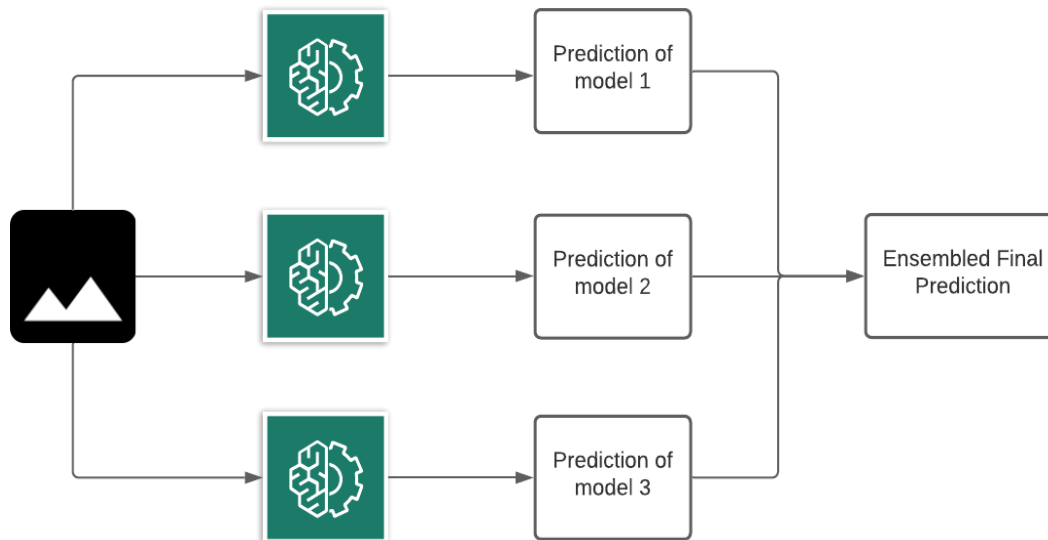 Prediction of
model 1
Prediction of
model 2
Ensembled Final
Prediction
Prediction of
model 3